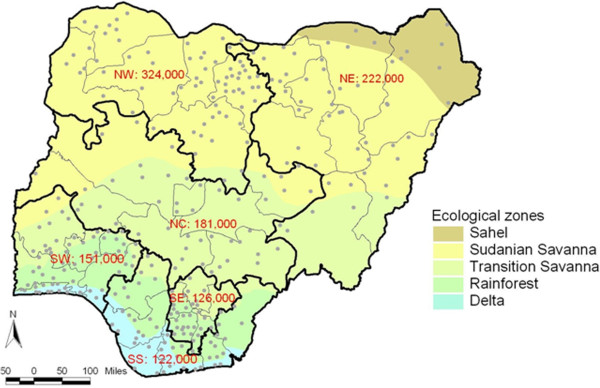 NW: 324,000
NE: 222,000
NC: 181,000
SW: 151,000
SE: 126,000
SS: 122,000
Ecological zones
Sahel
Sudanian Savanna
Transition Savanna
Rainforest
Delta
N
50 0 50 100 Miles